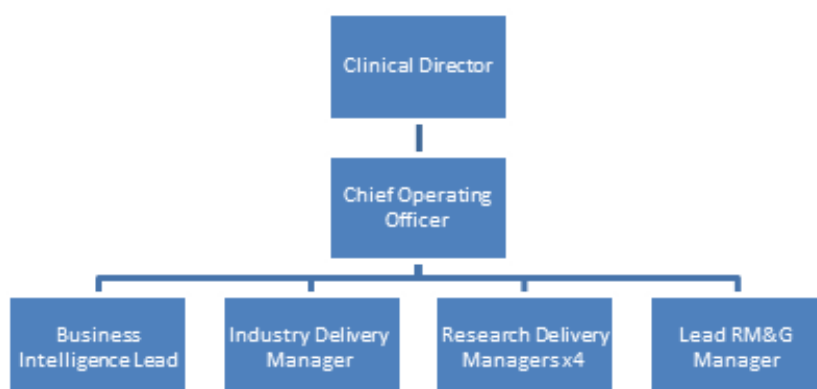 Clinical Director
Chief Operating
Officer
Business
Intelligence Lead
Industry Delivery
Manager
Research Delivery
Managers x4
Lead RM&G
Manager